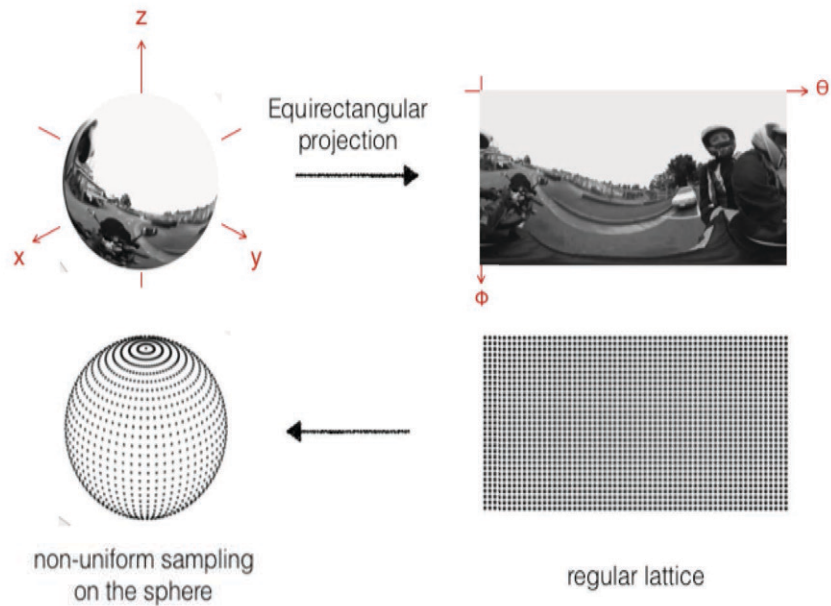 z
Equirectangular
projection
θ
x
y
ϕ
non-uniform sampling
on the sphere
regular lattice